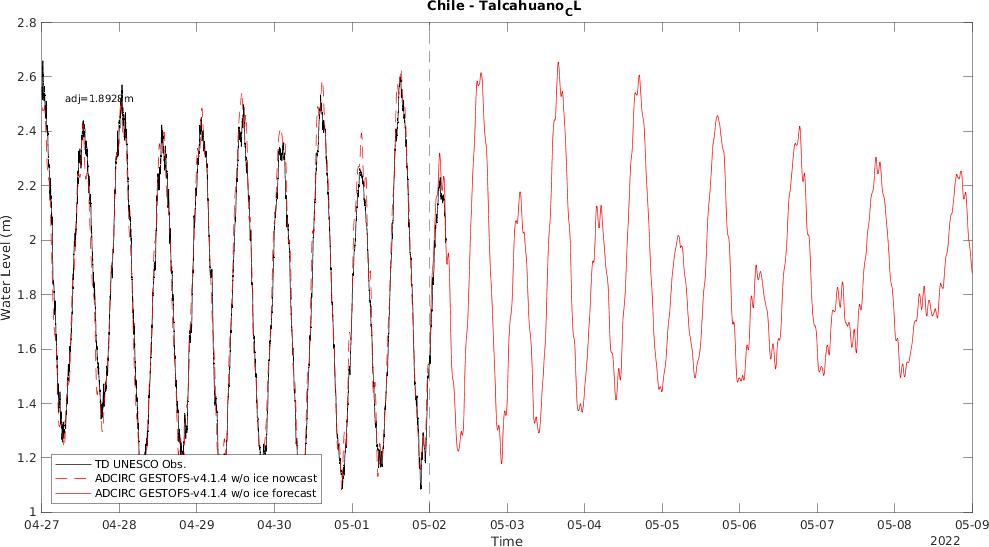 Chile - Talcahuano_CL
2.8
2.6
2.4
2.2
2
1.8
1.6
1.4
1.2
1
Water Level (m)
adj=1.8928m
TD UNESCO Obs.
ADCIRC GESTOFS-v4.1.4 w/o ice nowcast
ADCIRC GESTOFS-v4.1.4 w/o ice forecast
04-27 04-28 04-29 04-30 05-01 05-02 05-03 05-04 05-05 05-06 05-07 05-08 05-09
Time
2022